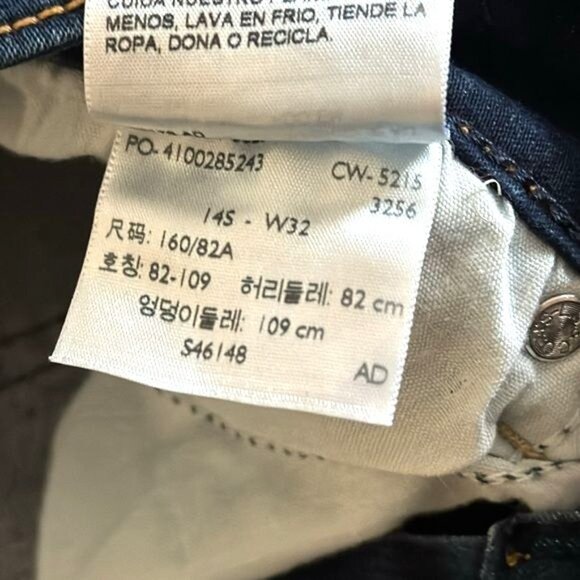 CUIDA NUESTRO
MENOS, LAVA EN FRIO, TIENDE LA
ROPA, DONA O RECICLA.
PO-4100285243
CW-5215
3256
14S - W32
尺码: 160/82A
호칭: 82-109 허리둘레: 82 cm
엉덩이둘레: 109 cm
S46148
AD